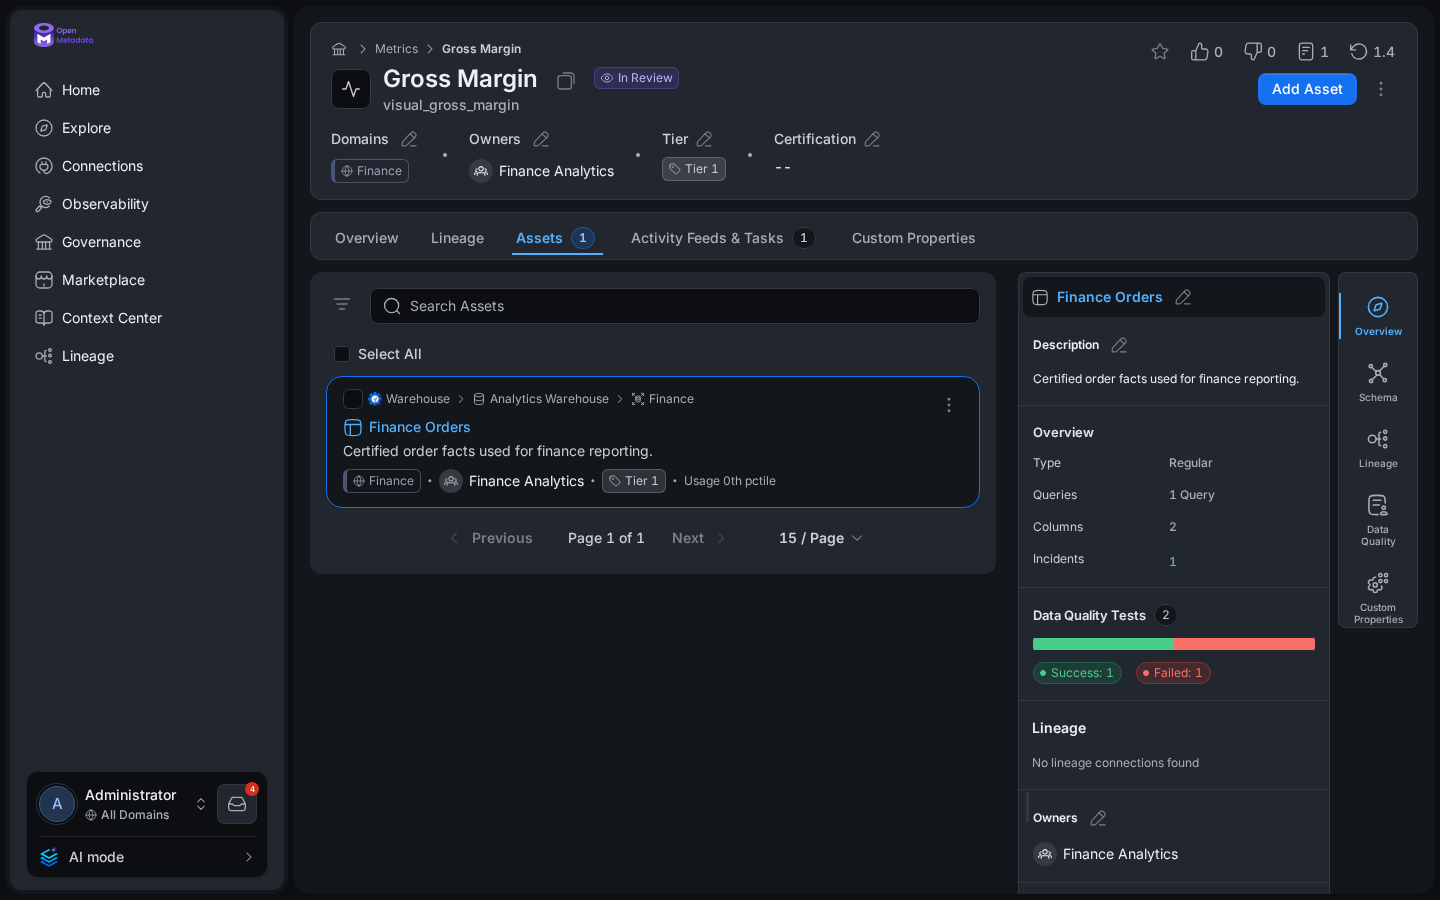 Open
Metadata
Home
Explore
Connections
Observability
Governance
Marketplace
Context Center
Lineage
A
Administrator
All Domains
4
AI mode
Metrics
Gross Margin
0
0
1
1.4
Gross Margin
In Review
visual_gross_margin
Add Asset
Domains
Owners
Tier
Certification
Finance
Finance Analytics
Tier 1
--
Overview
Lineage
Assets 1
Activity Feeds & Tasks 1
Custom Properties
Search Assets
Select All
Warehouse
Analytics Warehouse
Finance
Finance Orders
Certified order facts used for finance reporting.
Finance
Finance Analytics
Tier 1
Usage 0th pctile
Previous
Page 1 of 1
Next
15 / Page
Finance Orders
Description
Certified order facts used for finance reporting.
Overview
Type Regular
Queries 1 Query
Columns 2
Incidents 1
Data Quality Tests 2
Success: 1
Failed: 1
Lineage
No lineage connections found
Owners
Finance Analytics
Overview
Schema
Lineage
Data
Quality
Custom
Properties